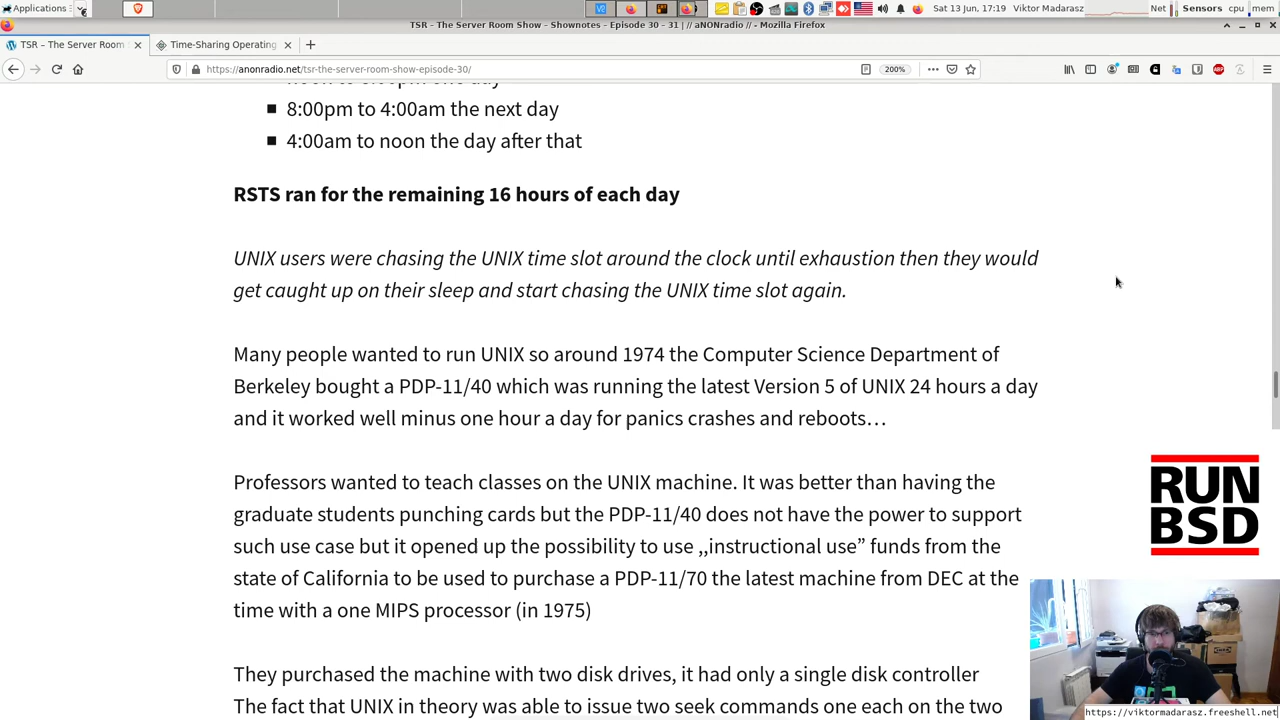 Applications
Sat 13 Jun, 17:19 Viktor Madarasz Net Sensors cpu mem
TSR – The Server Room Show – Shownotes – Episode 30 – 31 | // aNONradio // - Mozilla Firefox
TSR – The Server Room
Time-Sharing Operating
https://anonradio.net/tsr-the-server-room-show-episode-30/
200%
8:00pm to 4:00am the next day
4:00am to noon the day after that
RSTS ran for the remaining 16 hours of each day
UNIX users were chasing the UNIX time slot around the clock until exhaustion then they would
get caught up on their sleep and start chasing the UNIX time slot again.
Many people wanted to run UNIX so around 1974 the Computer Science Department of
Berkeley bought a PDP-11/40 which was running the latest Version 5 of UNIX 24 hours a day
and it worked well minus one hour a day for panics crashes and reboots…
Professors wanted to teach classes on the UNIX machine. It was better than having the
graduate students punching cards but the PDP-11/40 does not have the power to support
such use case but it opened up the possibility to use ,,instructional use” funds from the
state of California to be used to purchase a PDP-11/70 the latest machine from DEC at the
time with a one MIPS processor (in 1975)
They purchased the machine with two disk drives, it had only a single disk controller
The fact that UNIX in theory was able to issue two seek commands one each on the two
RUN
BSD
https://viktormadarasz.freeshell.net